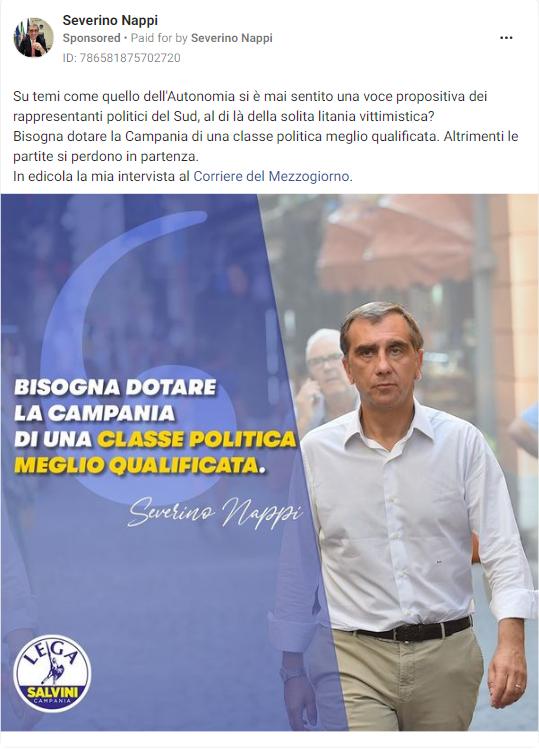 Severino Nappi
Sponsored • Paid for by Severino Nappi
ID: 786581875702720
Su temi come quello dell'Autonomia si è mai sentito una voce propositiva dei
rappresentanti politici del Sud, al di là della solita litania vittimistica?
Bisogna dotare la Campania di una classe politica meglio qualificata. Altrimenti le
partite si perdono in partenza.
In edicola la mia intervista al Corriere del Mezzogiorno.
BISOGNA DOTARE
LA CAMPANIA
DI UNA CLASSE POLITICA
MEGLIO QUALIFICATA.
Severino Nappi
LEGA
SALVINI
CAMPANIA